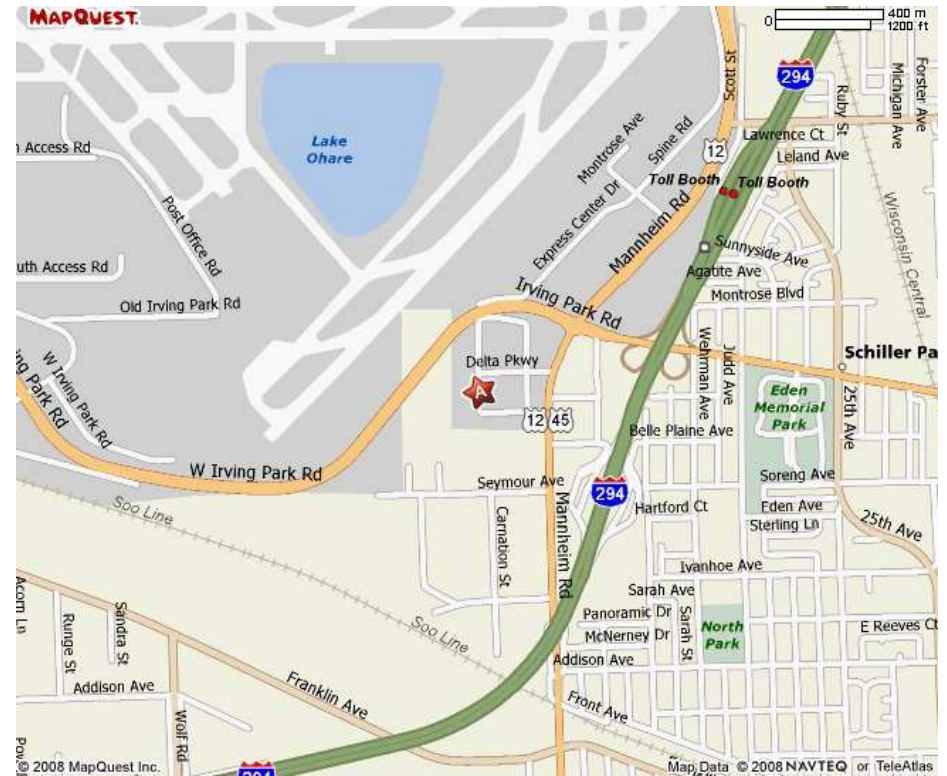 MAPQUEST.
0
400 m
1200 ft
Scott St
294
Ruby St
Michigan Ave
Forster Ave
Lake
Ohare
Lawrence Ct
Leland Ave
12
Montrose Ave
Spine Rd
n Access Rd
Toll Booth
Toll Booth
Post Office Rd
Express Center Dr
Mannheim Rd
Wisconsin Central
Sunnyside Ave
uth Access Rd
Agatite Ave
Montrose Blvd
Old Irving Park Rd
Irving Park Rd
W Irving Park Rd
ing Park Rd
Delta Pkwy
Wehrman Ave
Judd Ave
Schiller Pa
A
Eden
Memorial
Park
25th Ave
12
45
Belle Plaine Ave
W Irving Park Rd
Seymour Ave
Soreng Ave
294
Soo Line
Carnation St
Mannheim Rd
Hartford Ct
Eden Ave
Sterling Ln
25th Ave
Ivanhoe Ave
Acorn Ln
Runge St
Sandra St
Sarah Ave
Panoramic Dr
Sarah St
North
Park
Soo Line
McNerney Dr
E Reeves Ct
Addison Ave
Addison Ave
Franklin Ave
Front Ave
Wolf Rd
294
© 2008 MapQuest Inc.
Map Data © 2008 NAVTEQ or TeleAtlas